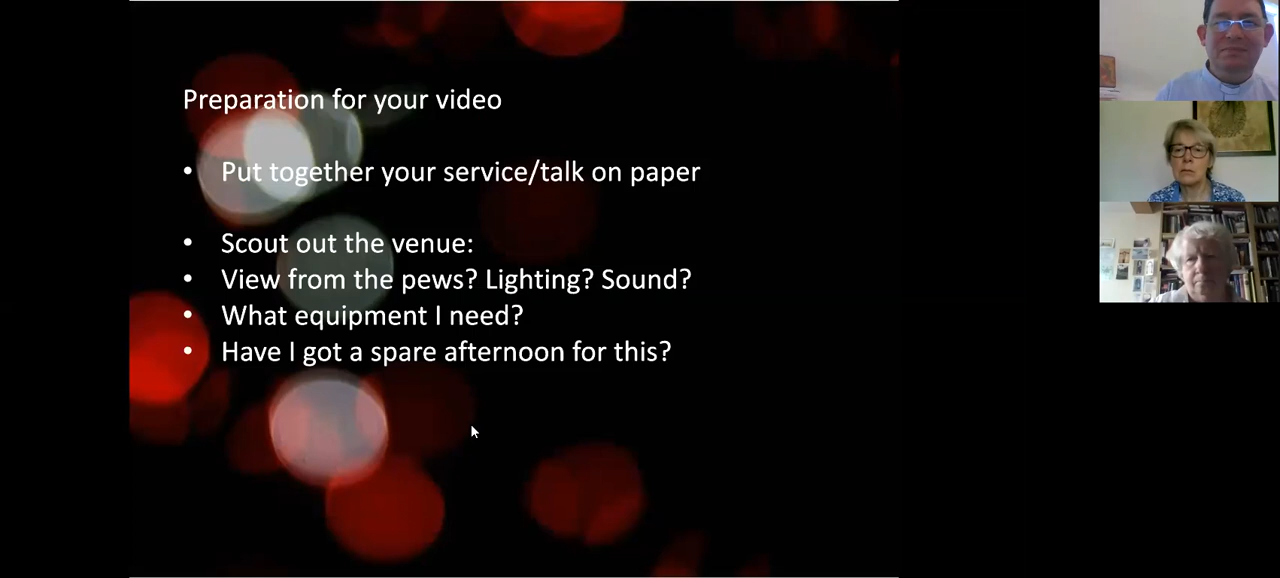 Preparation for your video
• Put together your service/talk on paper
• Scout out the venue:
• View from the pews? Lighting? Sound?
• What equipment I need?
• Have I got a spare afternoon for this?